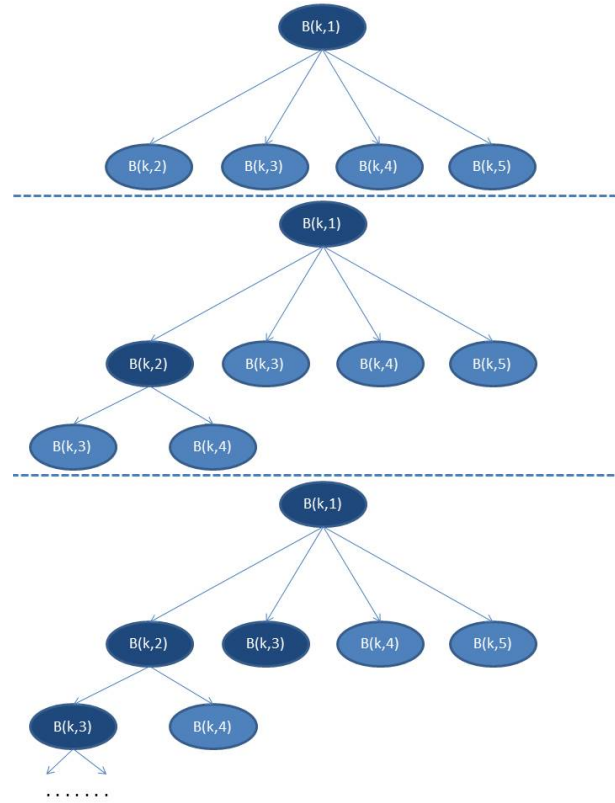 B(k,1)
B(k,2) B(k,3) B(k,4) B(k,5)
B(k,1)
B(k,2) B(k,3) B(k,4) B(k,5)
B(k,3) B(k,4)
B(k,1)
B(k,2) B(k,3) B(k,4) B(k,5)
B(k,3) B(k,4)
.......